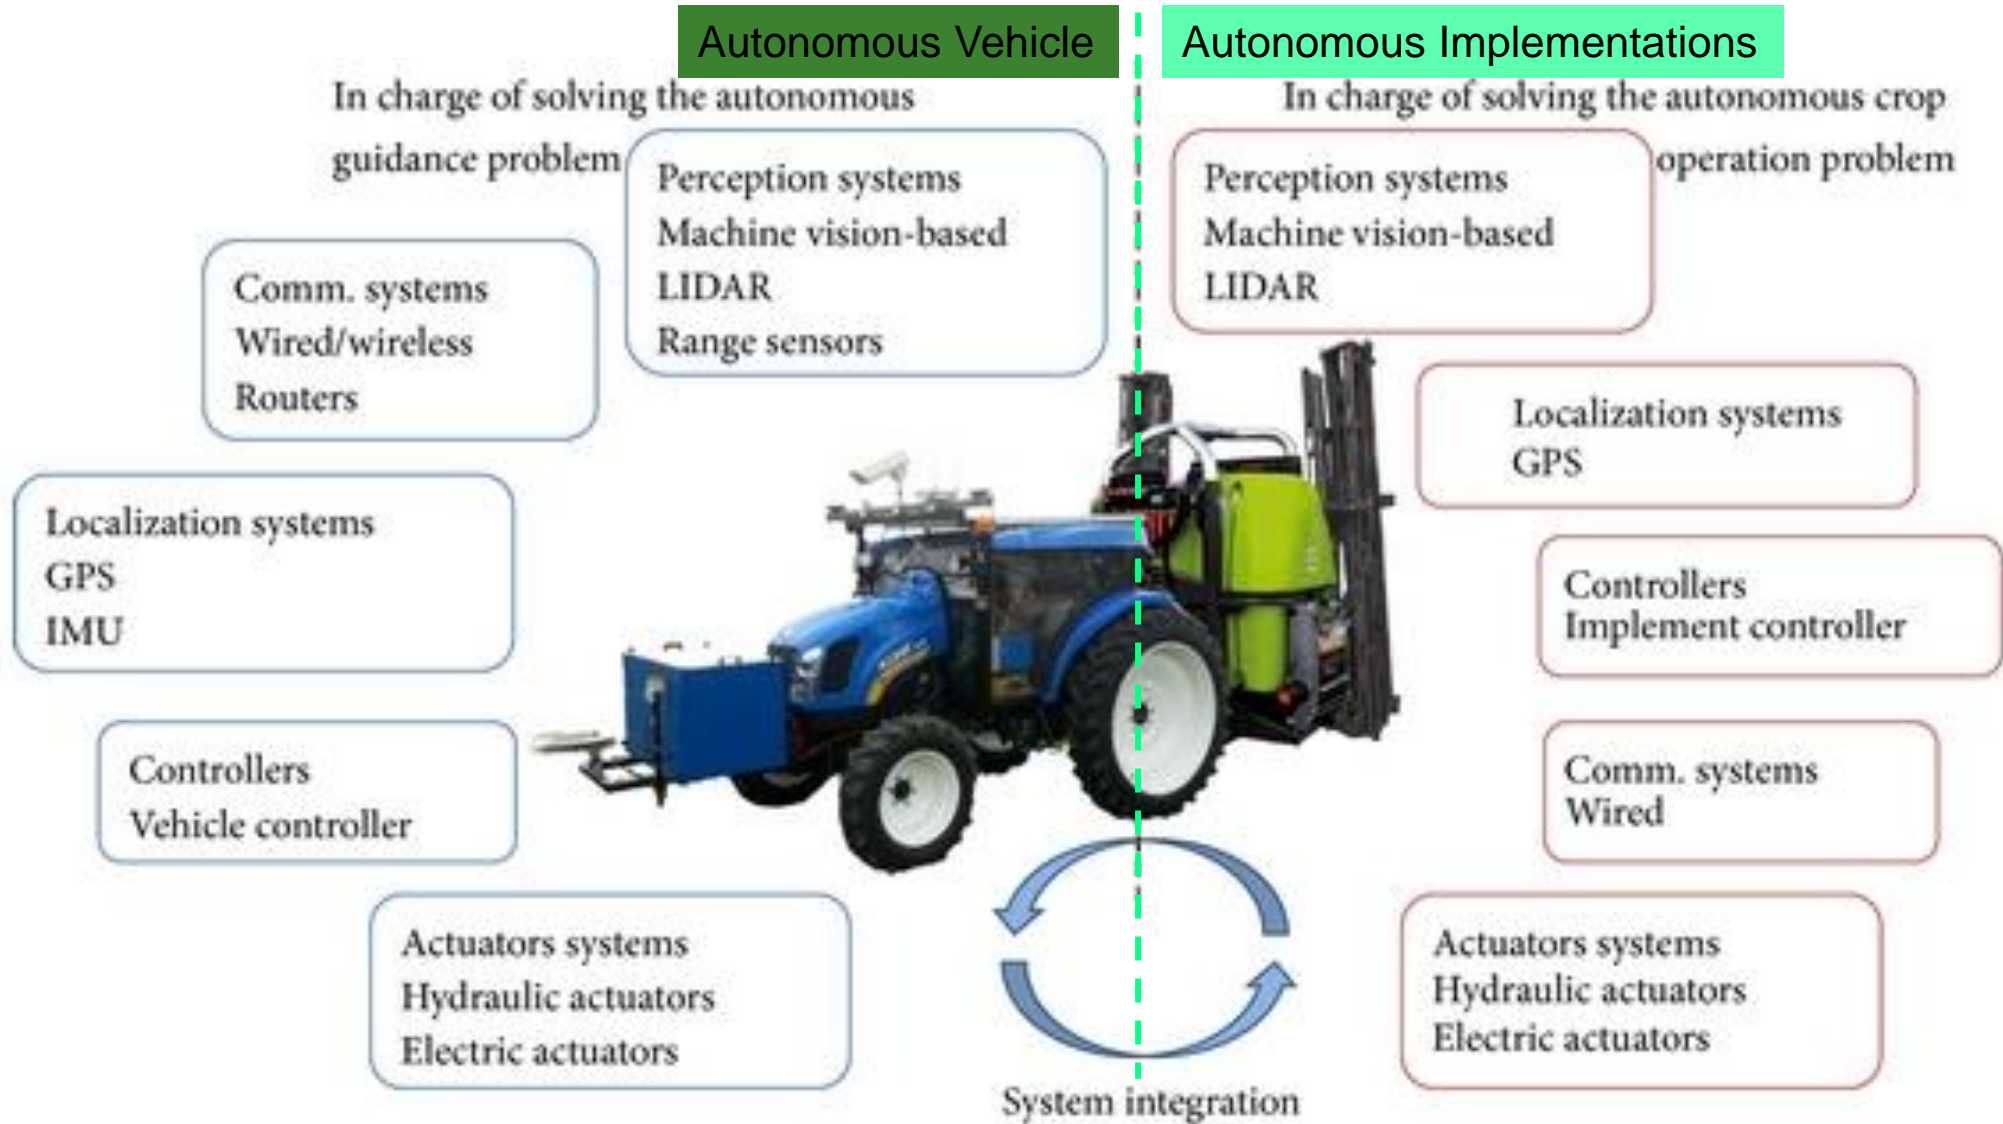 Autonomous Vehicle
Autonomous Implementations
In charge of solving the autonomous
guidance problem
In charge of solving the autonomous crop
operation problem
Perception systems
Machine vision-based
LIDAR
Range sensors
Perception systems
Machine vision-based
LIDAR
Comm. systems
Wired/wireless
Routers
Localization systems
GPS
Localization systems
GPS
IMU
Controllers
Implement controller
Controllers
Vehicle controller
Comm. systems
Wired
Actuators systems
Hydraulic actuators
Electric actuators
Actuators systems
Hydraulic actuators
Electric actuators
System integration